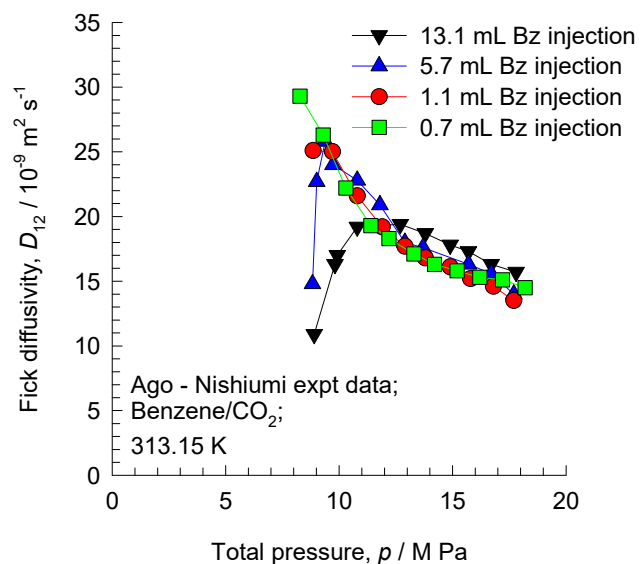 35
30
25
20
15
10
5
0
Fick diffusivity, D12 / 10-9 m2 s-1
13.1 mL Bz injection
5.7 mL Bz injection
1.1 mL Bz injection
0.7 mL Bz injection
Ago - Nishiumi expt data;
Benzene/CO2;
313.15 K
0 5 10 15 20
Total pressure, p / M Pa